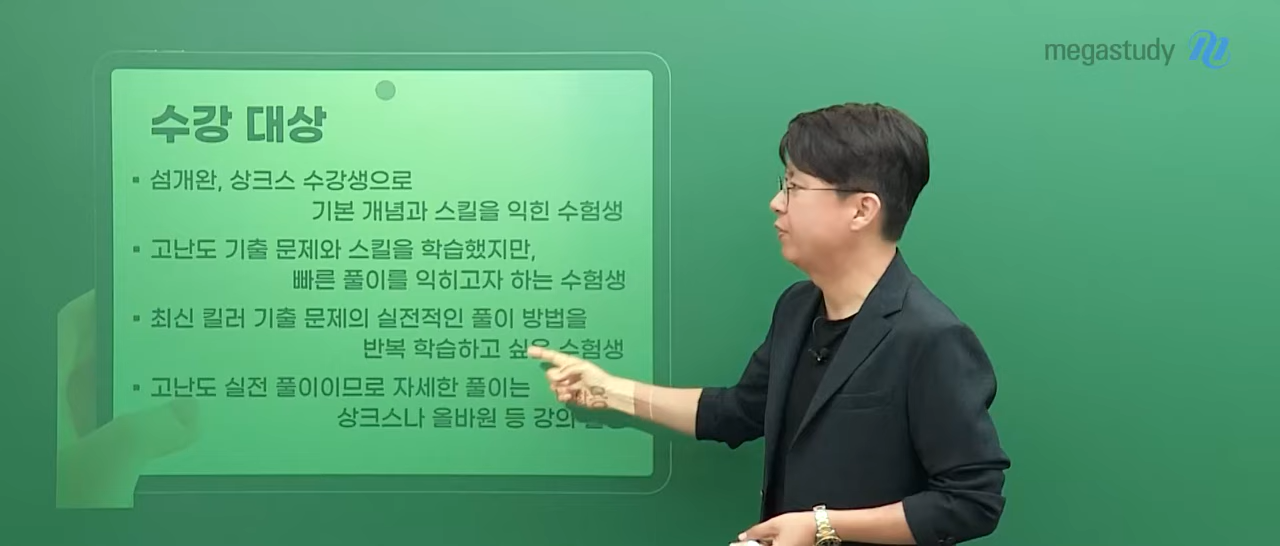 megastudy
수강 대상
섬개완, 상크스 수강생으로
기본 개념과 스킬을 익힌 수험생
고난도 기출 문제와 스킬을 학습했지만,
빠른 풀이를 익히고자 하는 수험생
최신 킬러 기출 문제의 실전적인 풀이 방법을
반복 학습하고 싶은 수험생
고난도 실전 풀이이므로 자세한 풀이는
상크스나 올바원 등 강의